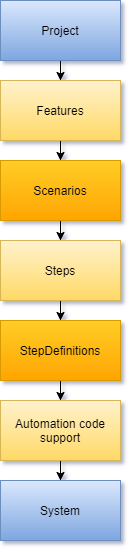 Project
Features
Scenarios
Steps
StepDefinitions
Automation code
support
System